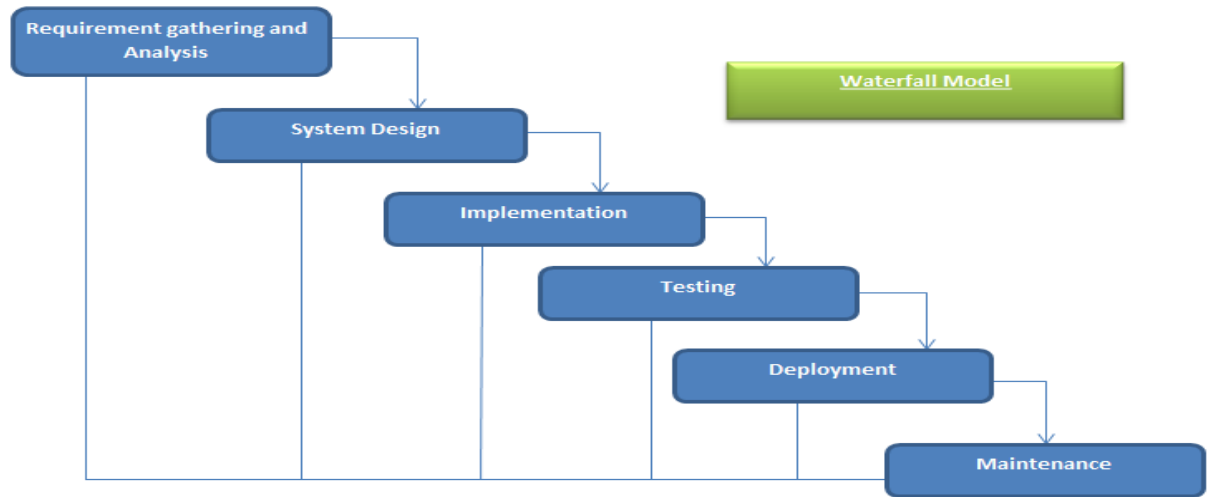 Requirement gathering and
Analysis
Waterfall Model
System Design
Implementation
Testing
Deployment
Maintenance